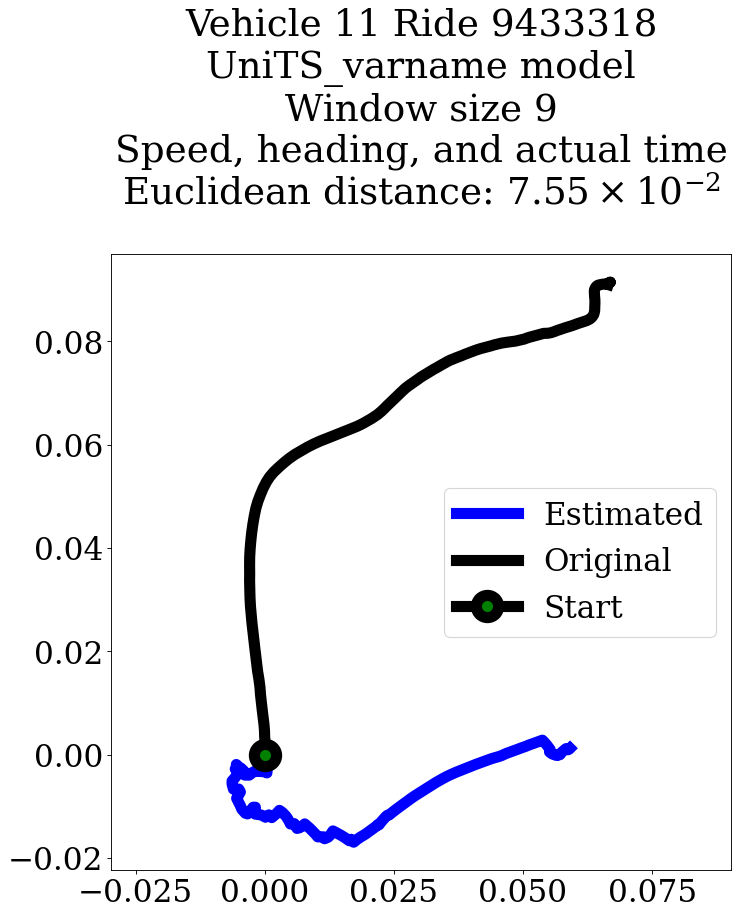 Vehicle 11 Ride 9433318
UniTS_varname model
Window size 9
Speed, heading, and actual time
Euclidean distance: 7.55 × 10⁻²
0.08
0.06
0.04
0.02
0.00
−0.02
Estimated
Original
Start
−0.025 0.000 0.025 0.050 0.075